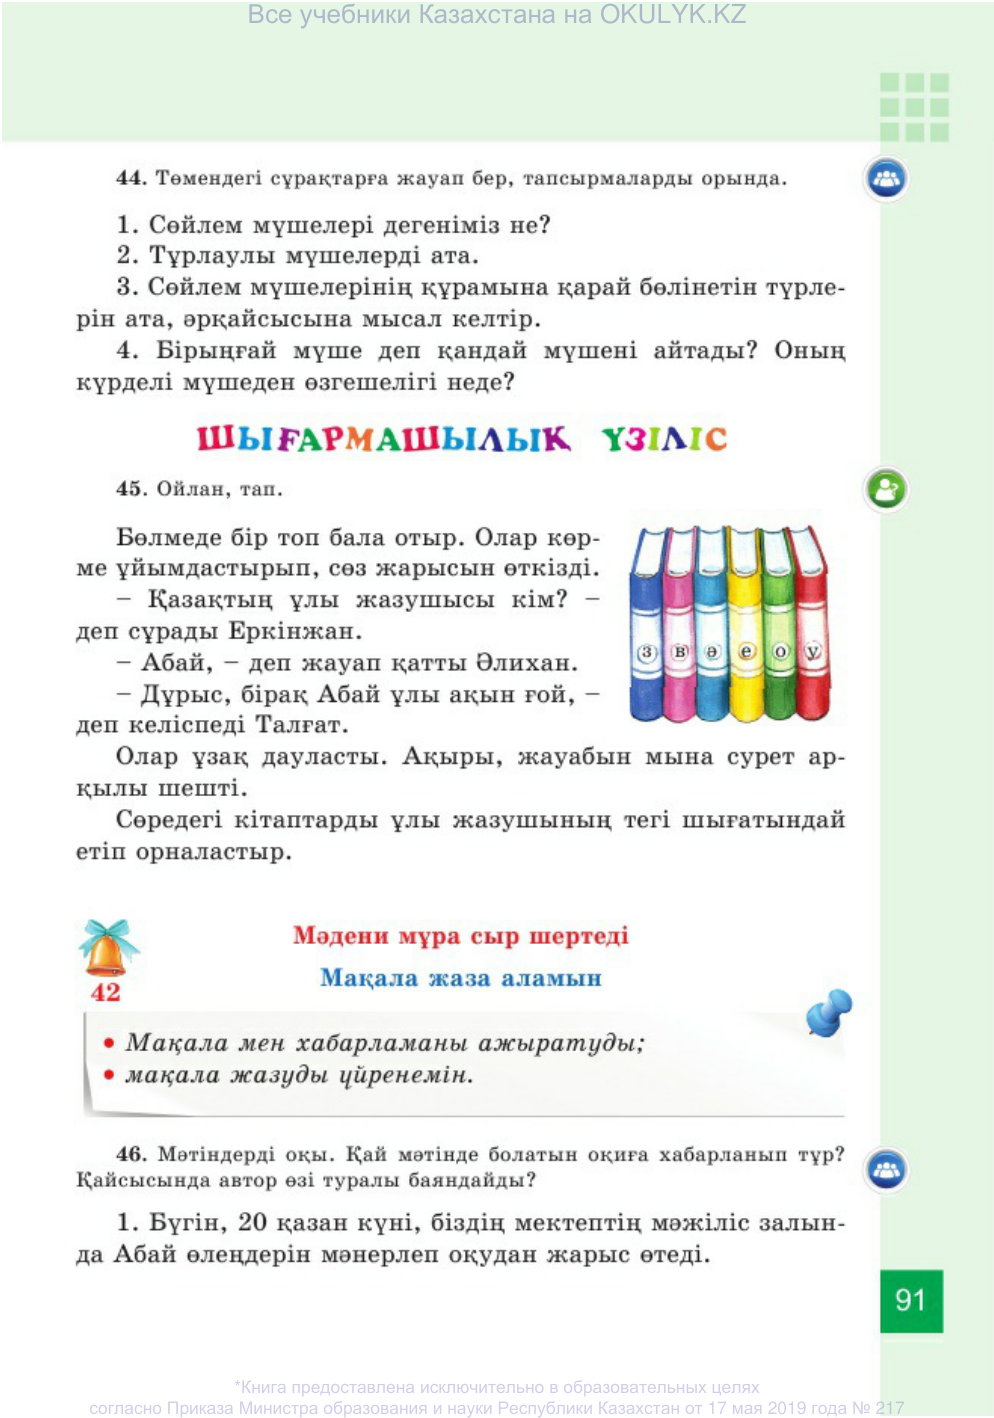 Все учебники Казахстана на OKULYK.KZ
44. Төмендегі сұрақтарға жауап бер, тапсырмаларды орында.
1. Сөйлем мүшелері дегеніміз не?
2. Тұрлаулы мүшелерді ата.
3. Сөйлем мүшелерінің құрамына қарай бөлінетін түрле-
рін ата, әрқайсысына мысал келтір.
4. Бірыңғай мүше деп қандай мүшені айтады? Оның
күрделі мүшеден өзгешелігі неде?
ШЫҒАРМАШЫЛЫҚ ҮЗІЛІС
45. Ойлан, тап.
Бөлмеде бір топ бала отыр. Олар көр-
ме ұйымдастырып, сөз жарысын өткізді.
– Қазақтың ұлы жазушысы кім? –
деп сұрады Еркінжан.
– Абай, – деп жауап қатты Әлихан.
– Дұрыс, бірақ Абай ұлы ақын ғой, –
деп келіспеді Талғат.
з в ә е о у
Олар ұзақ дауласты. Ақыры, жауабын мына сурет ар-
қылы шешті.
Сөредегі кітаптарды ұлы жазушының тегі шығатындай
етіп орналастыр.
42
Мәдени мұра сыр шертеді
Мақала жаза аламын
• Мақала мен хабарламаны ажыратуды;
• мақала жазуды үйренемін.
46. Мәтіндерді оқы. Қай мәтінде болатын оқиға хабарланып тұр?
Қайсысында автор өзі туралы баяндайды?
1. Бүгін, 20 қазан күні, біздің мектептің мәжіліс залын-
да Абай өлеңдерін мәнерлеп оқудан жарыс өтеді.
91
*Книга предоставлена исключительно в образовательных целях
согласно Приказа Министра образования и науки Республики Казахстан от 17 мая 2019 года № 217